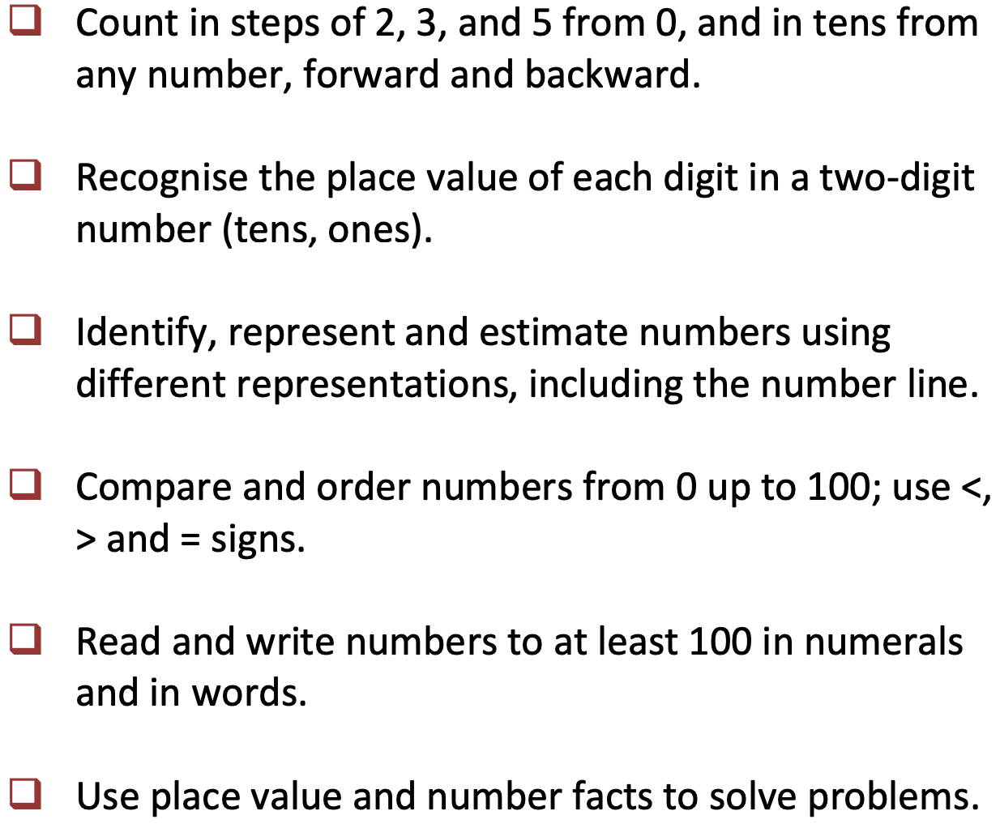 Count in steps of 2, 3, and 5 from 0, and in tens from
any number, forward and backward.
Recognise the place value of each digit in a two-digit
number (tens, ones).
Identify, represent and estimate numbers using
different representations, including the number line.
Compare and order numbers from 0 up to 100; use <,
> and = signs.
Read and write numbers to at least 100 in numerals
and in words.
Use place value and number facts to solve problems.